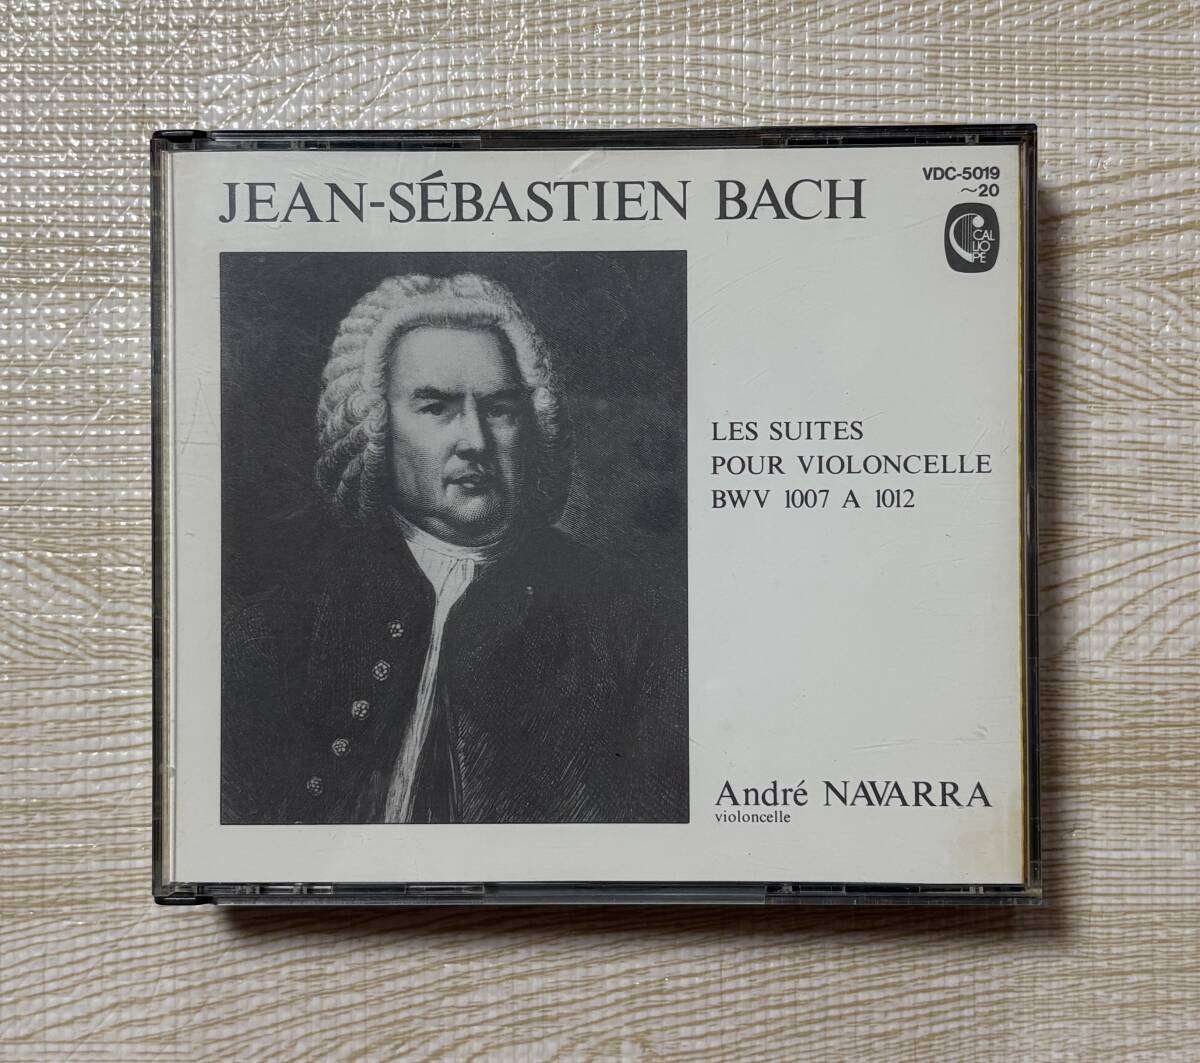 JEAN-SÉBASTIEN BACH
VDC-5019
～20
CAL
LIO
PE
LES SUITES
POUR VIOLONCELLE
BWV 1007 A 1012
André NAVARRA
violoncelle